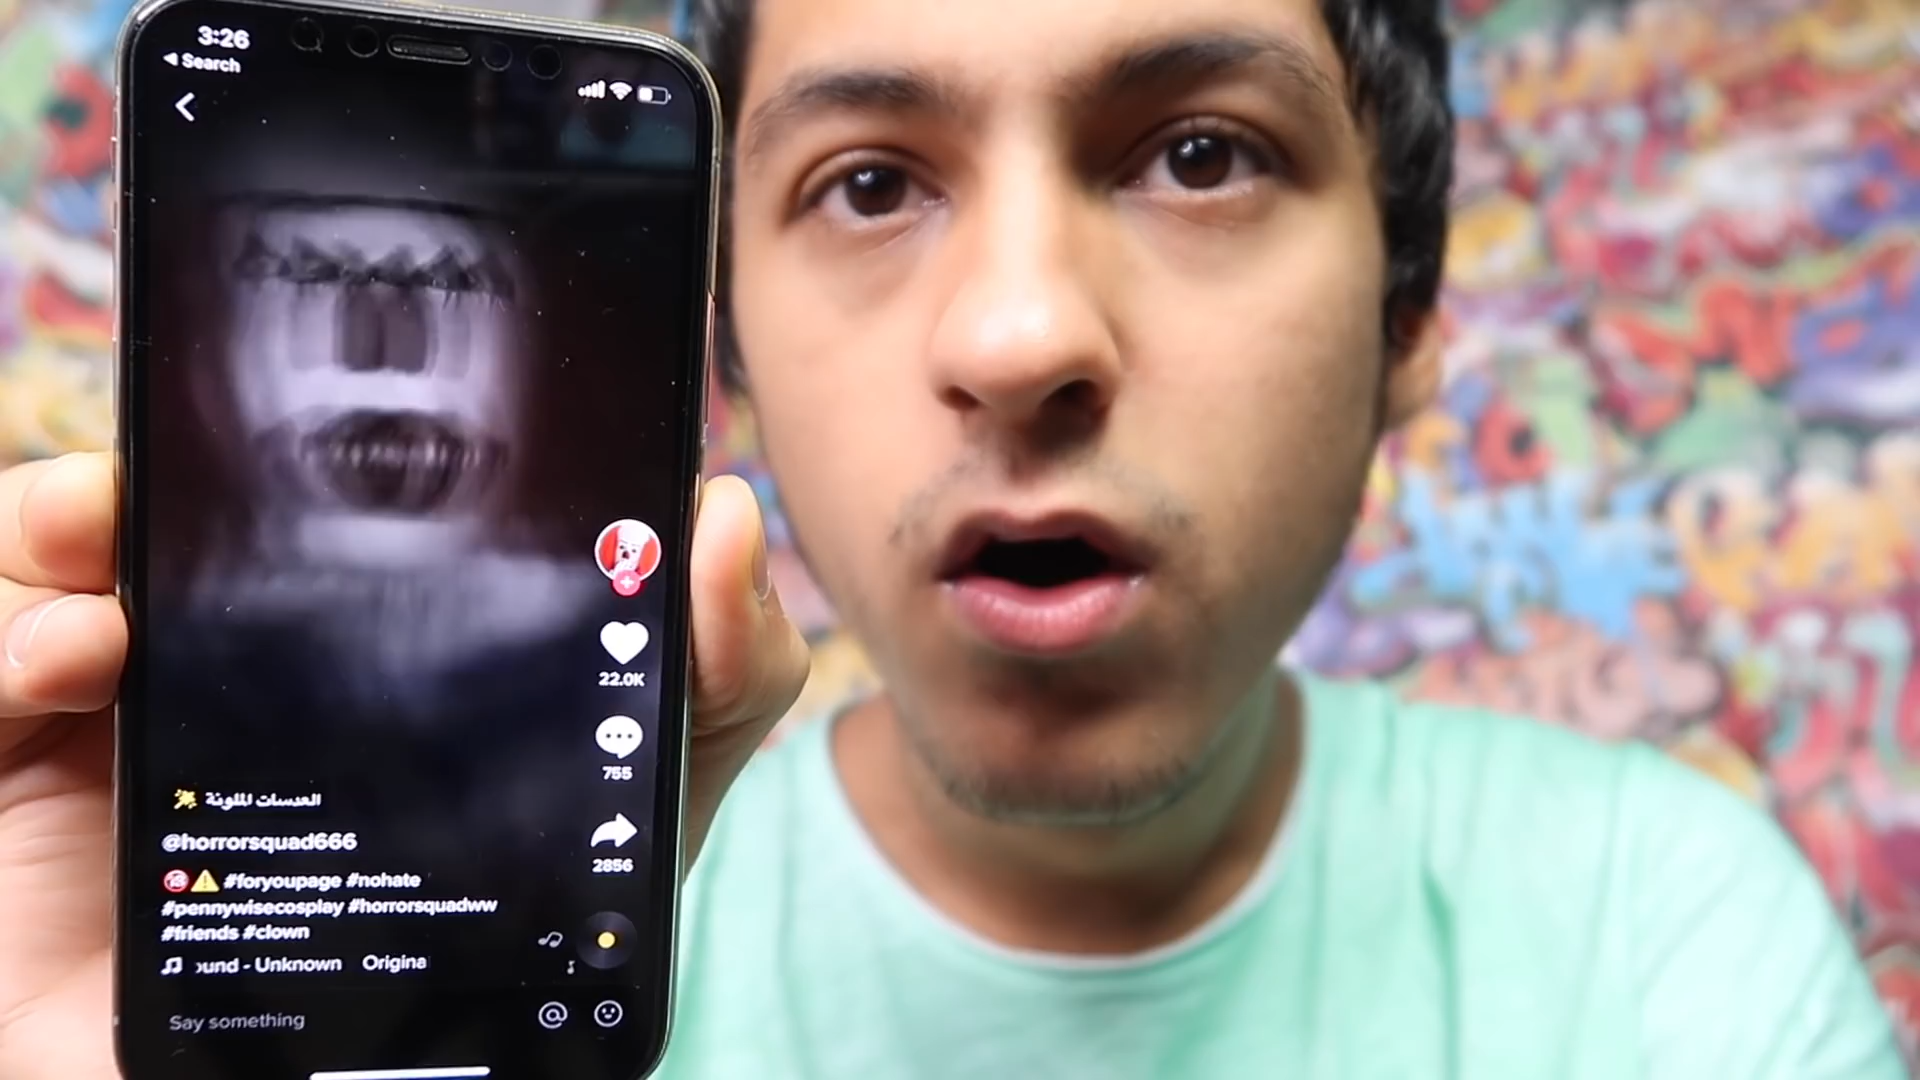 3:26
Search
العدسات الملونة
@horrorsquad666
#foryoupage #nohate
#pennywisecosplay #horrorsquadww
#friends #clown
ound - Unknown Origina
22.0K
755
2856
Say something